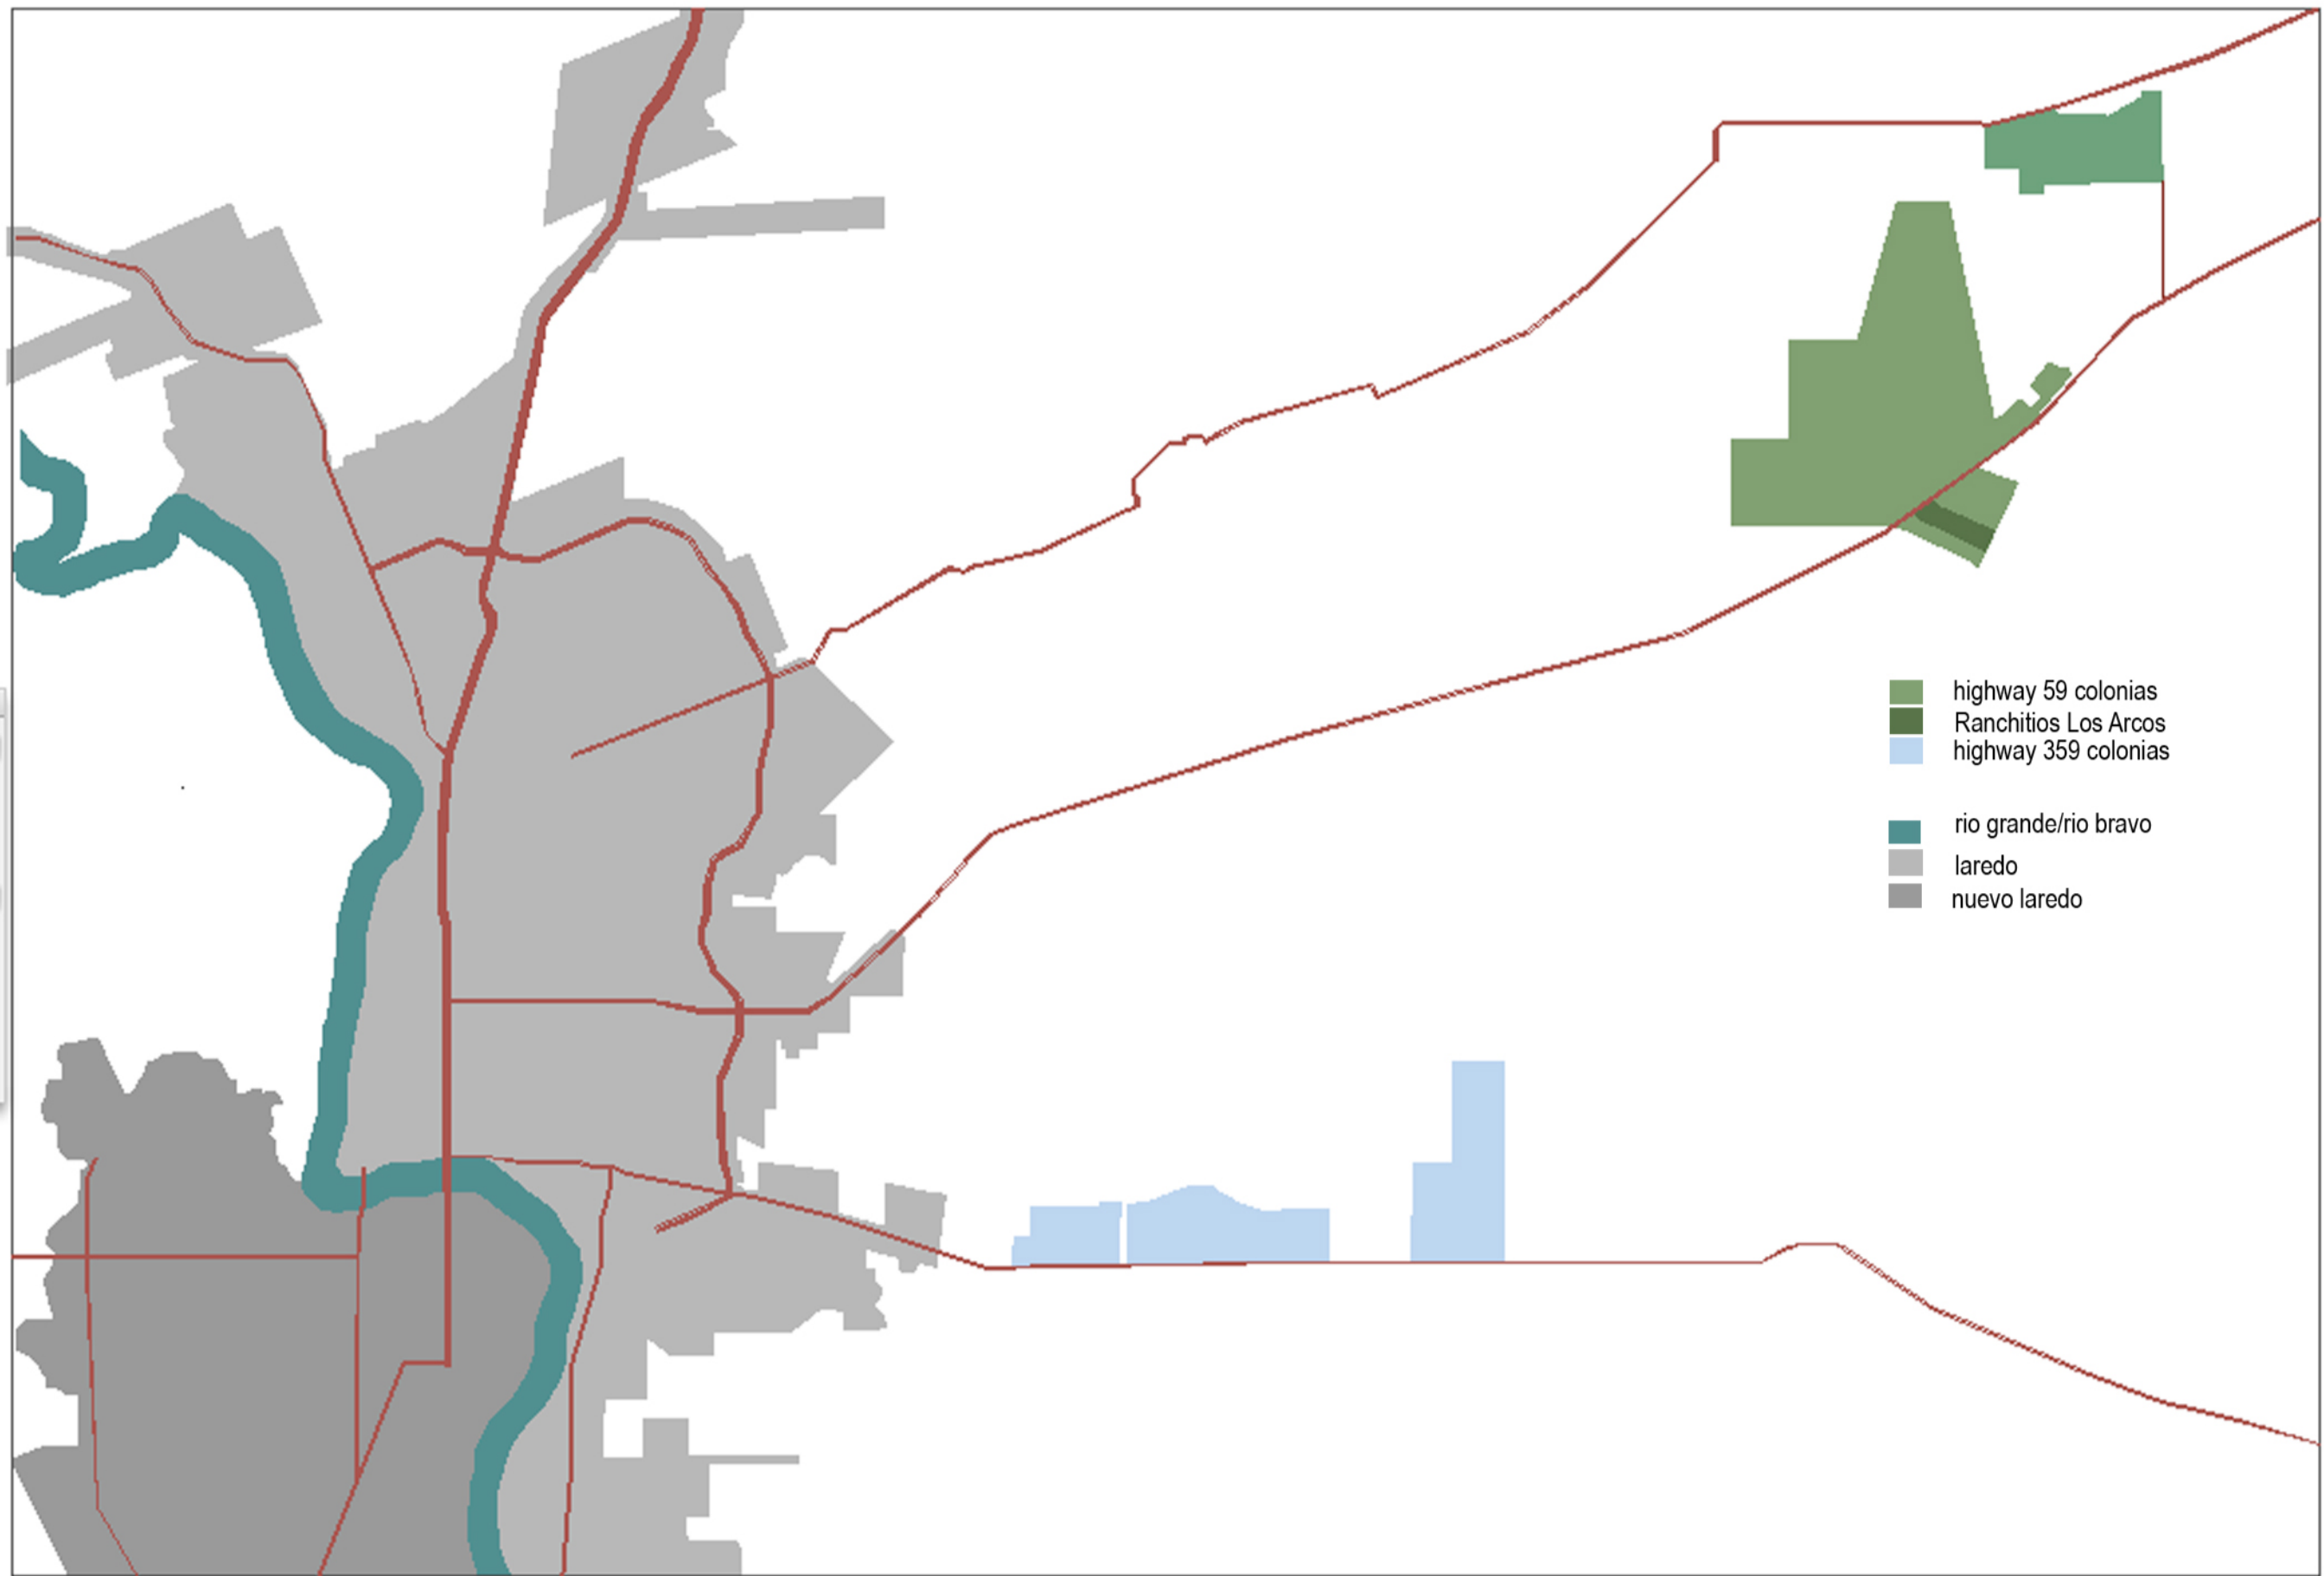 highway 59 colonias
Ranchitios Los Arcos
highway 359 colonias
rio grande/rio bravo
laredo
nuevo laredo